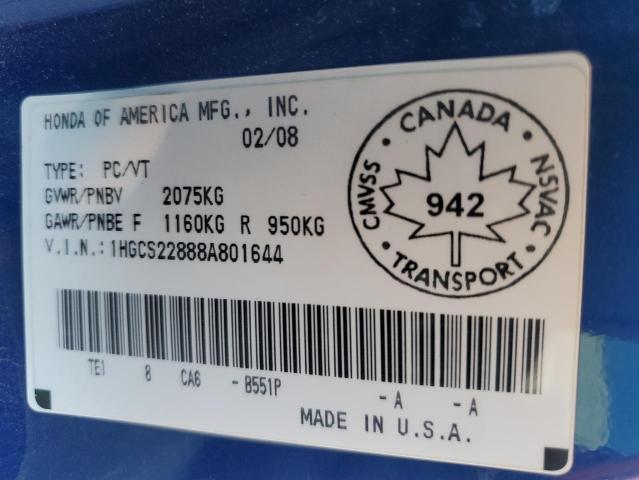 HONDA OF AMERICA MFG., INC.
02/08
TYPE: PC/VT
GVWR/PNBV 2075KG
GAWR/PNBE F 1160KG R 950KG
V.I.N.: 1HGCS22888A801644
CANADA
CMVSS
942
NSVAC
TRANSPORT
TE1 8 CA6 - B551P - A - A
MADE IN U.S.A.